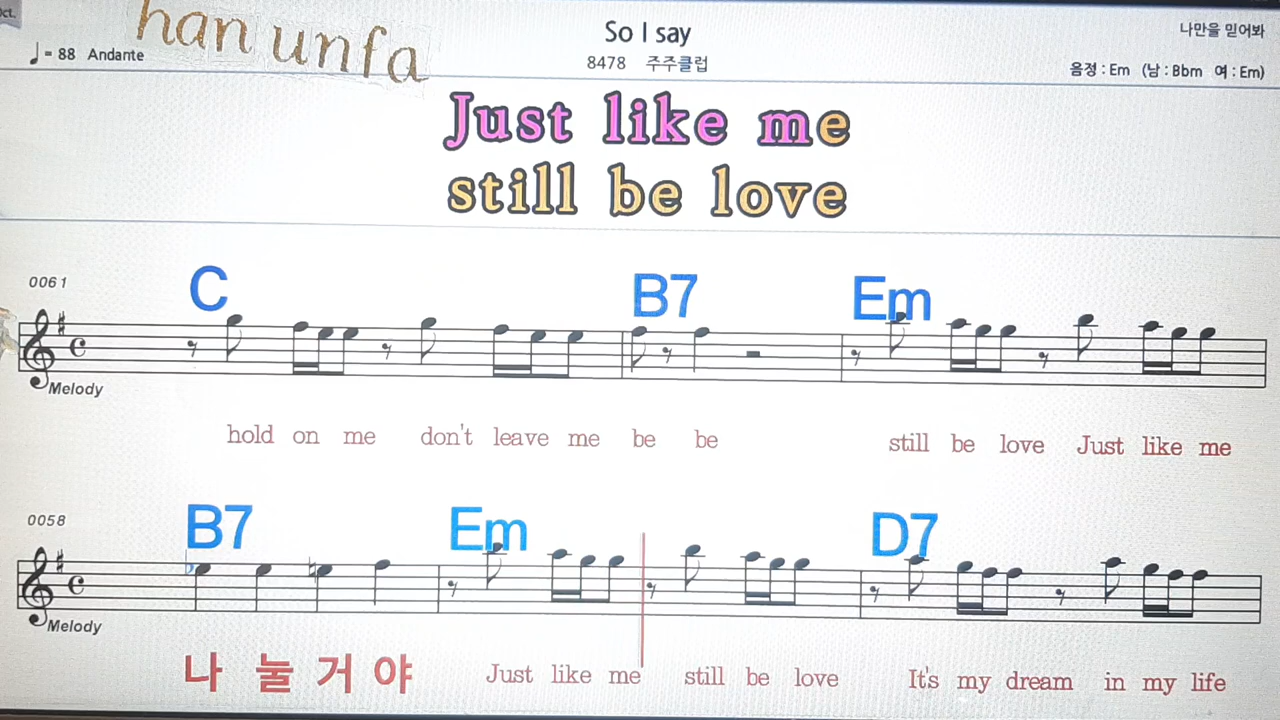 Oct.
han unfa
So I say
나만을 믿어봐
♩= 88 Andante
8478 주주클럽
음정 : Em (남 : Bbm 여 : Em)
Just like me
still be love
0061
C B7 Em
Melody
hold on me don't leave me be be still be love Just like me
0058
B7 Em D7
Melody
나 눌 거 야 Just like me still be love It's my dream in my life